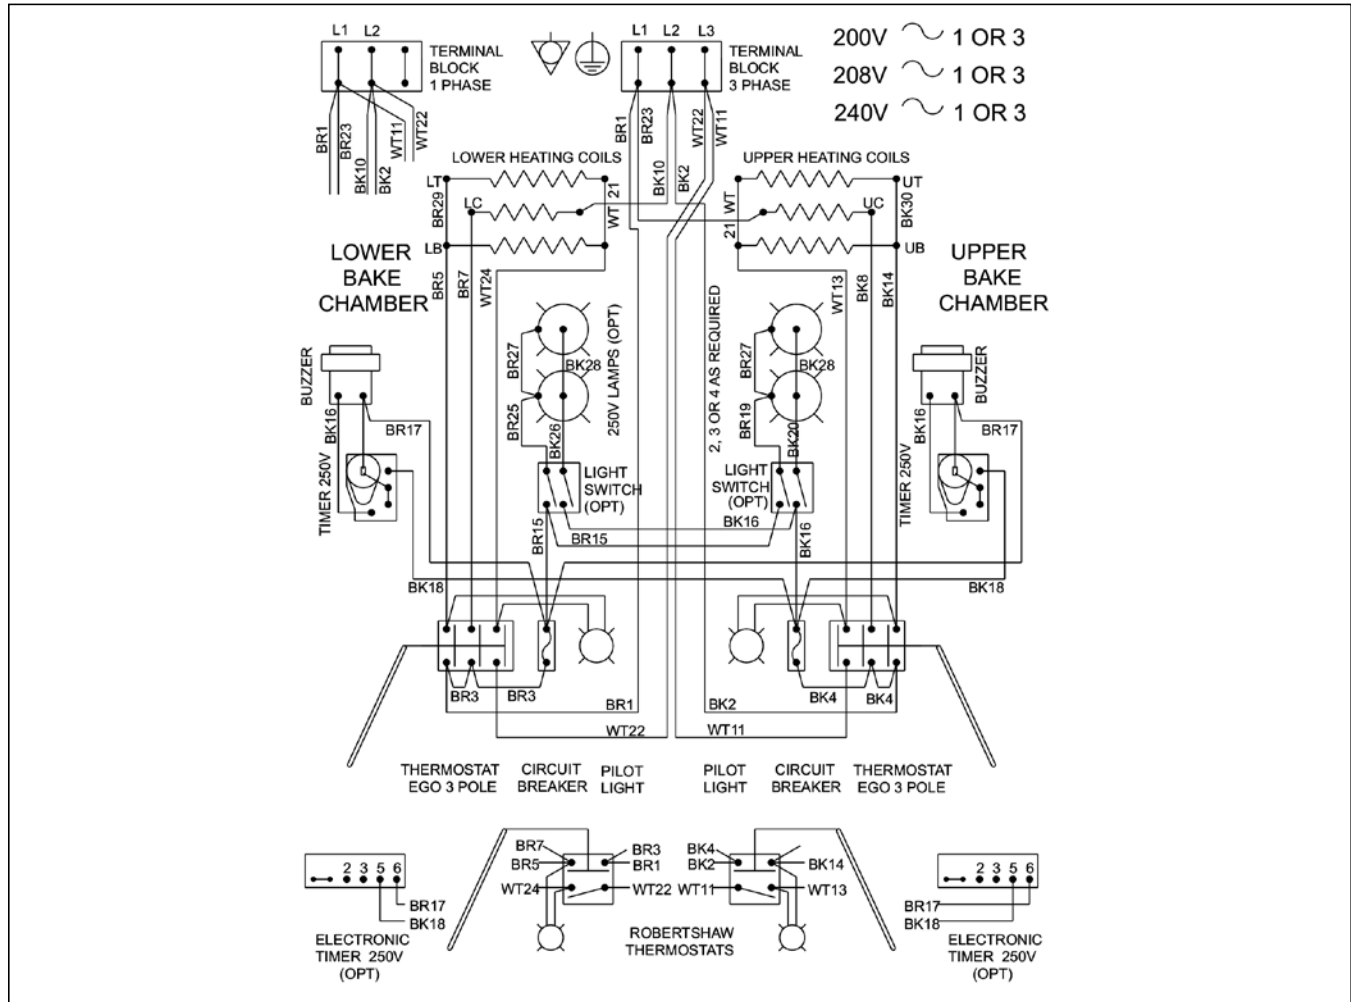 L1 L2
TERMINAL
BLOCK
1 PHASE
BR1
BR23
BK10
BK2
WT11
WT22
L1 L2 L3
TERMINAL
BLOCK
3 PHASE
BR1
BR23
BK10
BK2
WT22
WT11
200V 1 OR 3
208V 1 OR 3
240V 1 OR 3
LOWER HEATING COILS
LT
BR29
LC
LB
WT 21
BR5
BR7
WT24
LOWER
BAKE
CHAMBER
UPPER HEATING COILS
UT
BK30
UC
UB
21 WT
WT13
BK8
BK14
UPPER
BAKE
CHAMBER
BUZZER
BK16
BR17
TIMER 250V
BR27
BK28
BR25
BK26
250V LAMPS (OPT)
LIGHT
SWITCH
(OPT)
2, 3 OR 4 AS REQUIRED
BR27
BK28
BR19
BK20
LIGHT
SWITCH
(OPT)
BUZZER
BK16
BR17
TIMER 250V
BR15
BR15
BK16
BK16
BK18
BK18
BR3
BR3
BR1
WT22
BK2
WT11
BK4
BK4
THERMOSTAT
EGO 3 POLE
CIRCUIT
BREAKER
PILOT
LIGHT
PILOT
LIGHT
CIRCUIT
BREAKER
THERMOSTAT
EGO 3 POLE
2 3 5 6
BR17
BK18
ELECTRONIC
TIMER 250V
(OPT)
BR7
BR5
WT24
BR3
BR1
WT22
BK4
BK2
WT11
BK14
WT13
ROBERTSHAW
THERMOSTATS
2 3 5 6
BR17
BK18
ELECTRONIC
TIMER 250V
(OPT)